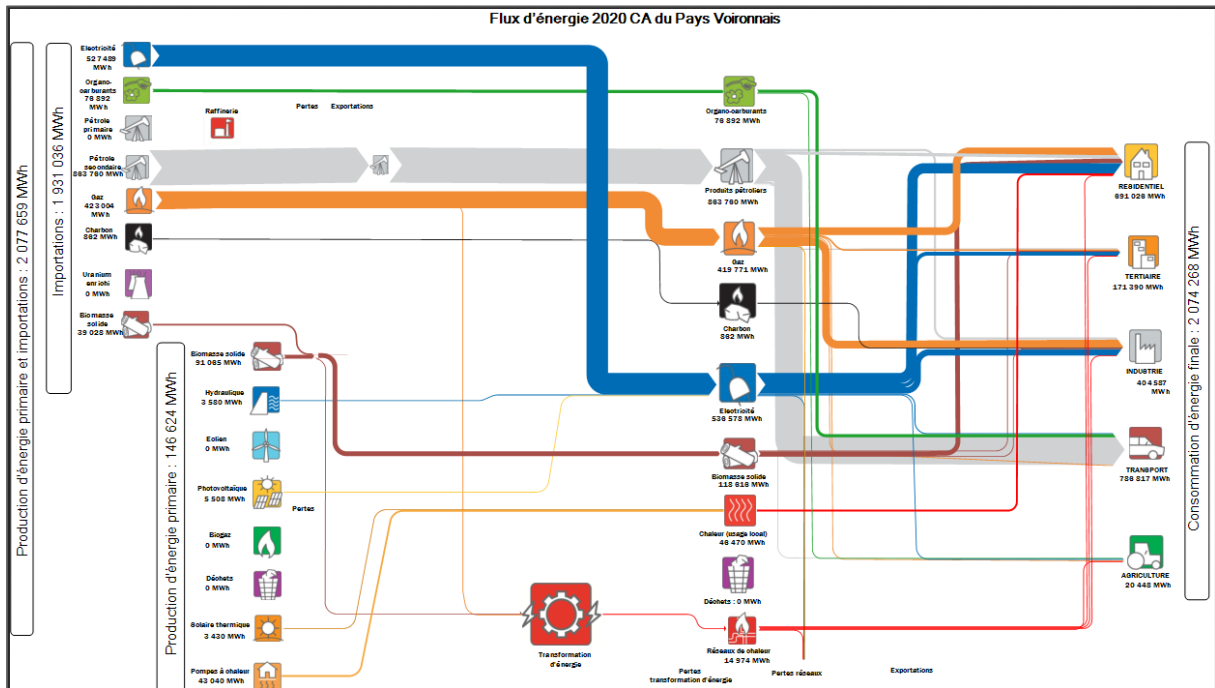 Flux d'énergie 2020 CA du Pays Voironnais
Production d'énergie primaire et importations : 2 077 659 MWh
Importations : 1 931 036 MWh
Electricité
527 489
MWh
Organo-
carburants
76 892
MWh
Pétrole
primaire
0 MWh
Pétrole
secondaire
863 760 MWh
Gaz
423 004
MWh
Charbon
862 MWh
Uranium
enrichi
0 MWh
Biomasse
solide
39 028 MWh
Production d'énergie primaire : 146 624 MWh
Biomasse solide
91 065 MWh
Hydraulique
3 580 MWh
Eolien
0 MWh
Photovoltaïque
5 508 MWh
Biogaz
0 MWh
Déchets
0 MWh
Solaire thermique
3 430 MWh
Pompes à chaleur
43 040 MWh
Raffinerie
Pertes
Exportations
Pertes
Transformation
d'énergie
Organo-carburants
76 892 MWh
Produits pétroliers
863 760 MWh
Gaz
419 771 MWh
Charbon
862 MWh
Electricité
536 578 MWh
Biomasse solide
118 616 MWh
Chaleur (usage local)
46 470 MWh
Déchets : 0 MWh
Réseaux de chaleur
14 974 MWh
Pertes
transformation d'énergie
Pertes réseaux
Exportations
RESIDENTIEL
691 026 MWh
TERTIAIRE
171 390 MWh
INDUSTRIE
404 587
MWh
TRANSPORT
786 817 MWh
AGRICULTURE
20 448 MWh
Consommation d'énergie finale : 2 074 268 MWh